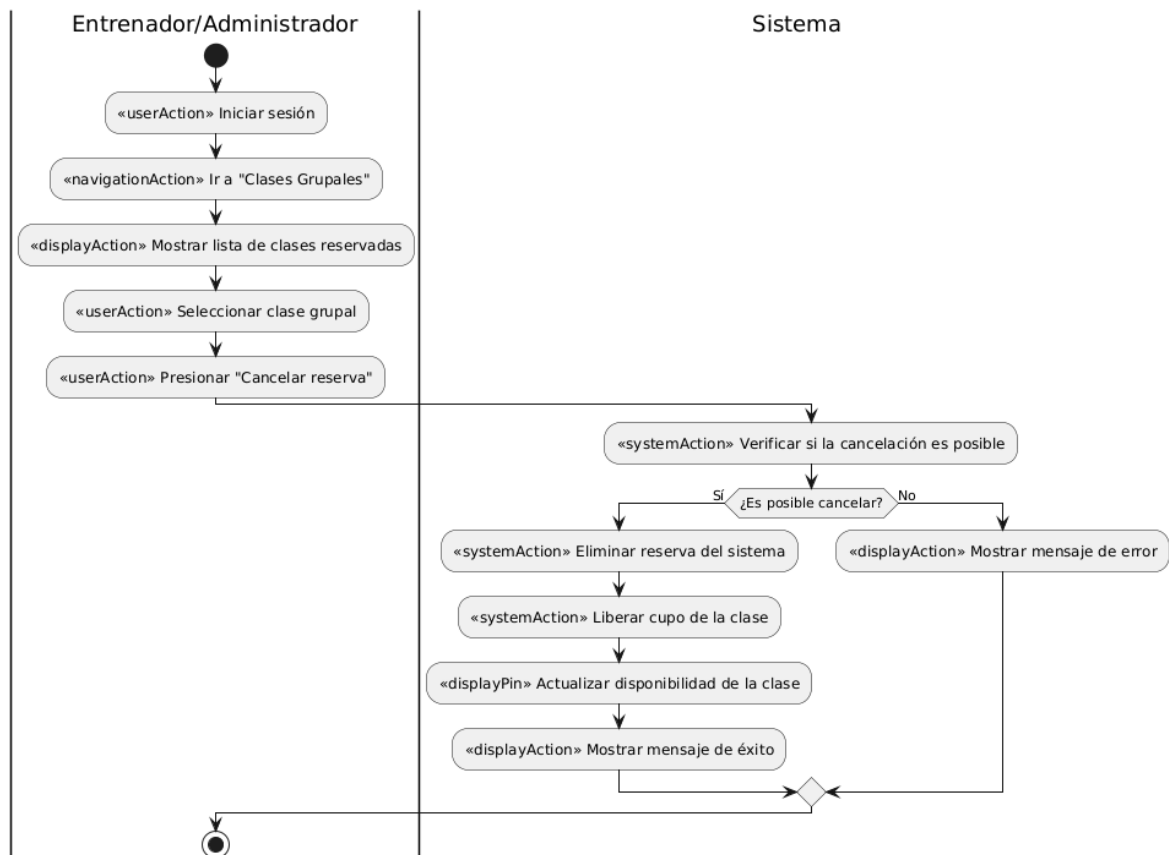 Entrenador/Administrador
Sistema
«userAction» Iniciar sesión
«navigationAction» Ir a "Clases Grupales"
«displayAction» Mostrar lista de clases reservadas
«userAction» Seleccionar clase grupal
«userAction» Presionar "Cancelar reserva"
«systemAction» Verificar si la cancelación es posible
Sí
¿Es posible cancelar?
No
«systemAction» Eliminar reserva del sistema
«displayAction» Mostrar mensaje de error
«systemAction» Liberar cupo de la clase
«displayPin» Actualizar disponibilidad de la clase
«displayAction» Mostrar mensaje de éxito